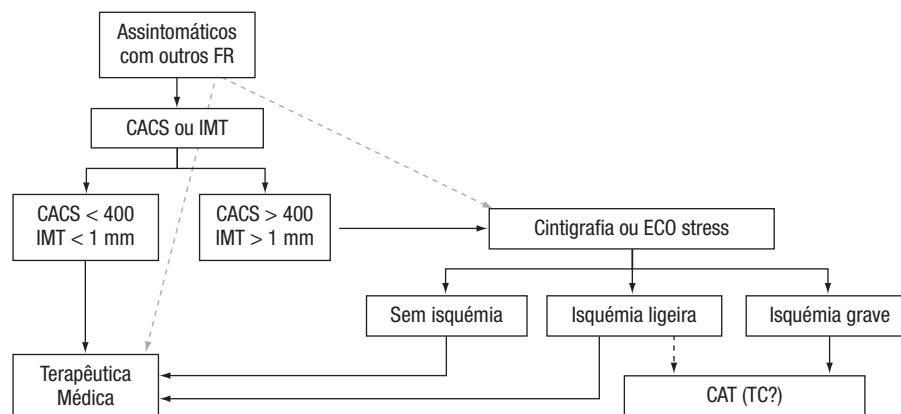 Assintomáticos
com outros FR
CACS ou IMT
CACS < 400
IMT < 1 mm
CACS > 400
IMT > 1 mm
Cintigrafia ou ECO stress
Sem isquémia
Isquémia ligeira
Isquémia grave
Terapêutica
Médica
CAT (TC?)